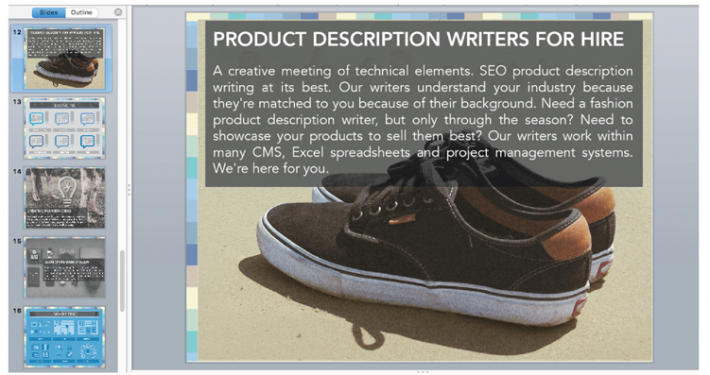 Slides Outline
12
13
14
15
16
PRODUCT DESCRIPTION WRITERS FOR HIRE
A creative meeting of technical elements. SEO product description
writing at its best. Our writers understand your industry because
they're matched to you because of their background. Need a fashion
product description writer, but only through the season? Need to
showcase your products to sell them best? Our writers work within
many CMS, Excel spreadsheets and project management systems.
We're here for you.